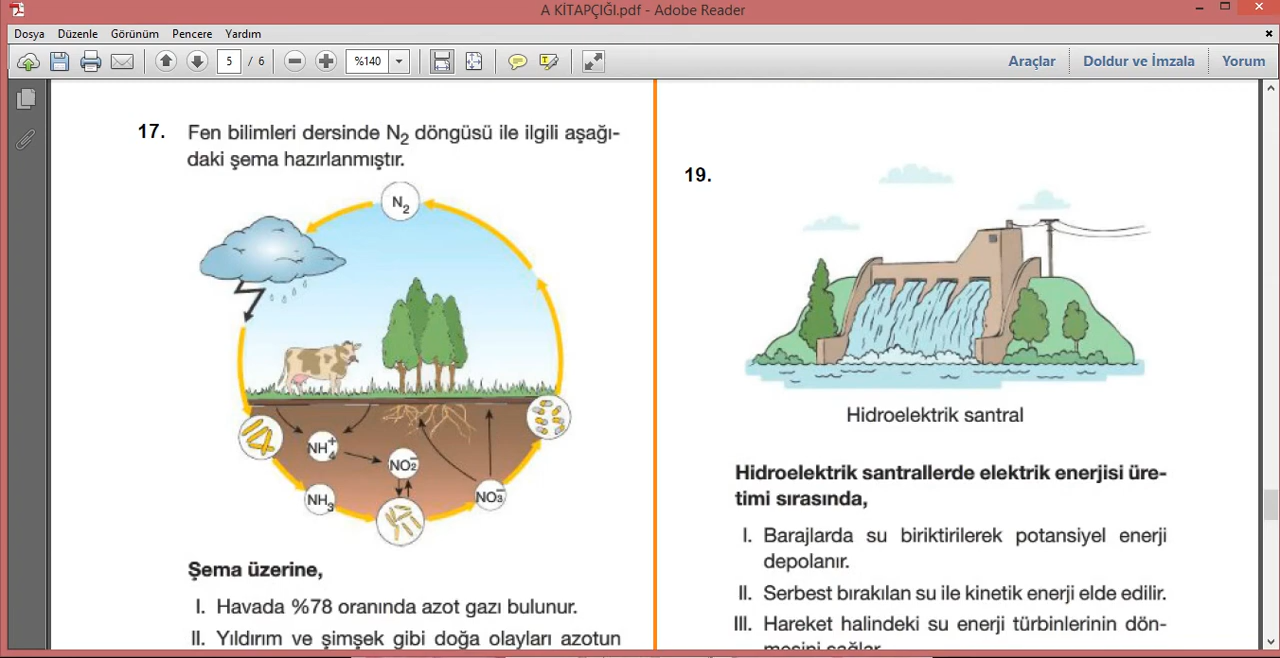 A KİTAPÇIĞI.pdf - Adobe Reader
Dosya Düzenle Görünüm Pencere Yardım
5 / 6 %140 Araçlar Doldur ve İmzala Yorum
17. Fen bilimleri dersinde N₂ döngüsü ile ilgili aşağı-
daki şema hazırlanmıştır.
N₂
NH₄⁺
NO₂⁻
NH₃
NO₃⁻
Şema üzerine,
I. Havada %78 oranında azot gazı bulunur.
II. Yıldırım ve şimşek gibi doğa olayları azotun
19.
Hidroelektrik santral
Hidroelektrik santrallerde elektrik enerjisi üre-
timi sırasında,
I. Barajlarda su biriktirilerek potansiyel enerji
depolanır.
II. Serbest bırakılan su ile kinetik enerji elde edilir.
III. Hareket halindeki su enerji türbinlerinin dön-
mesini sağlar